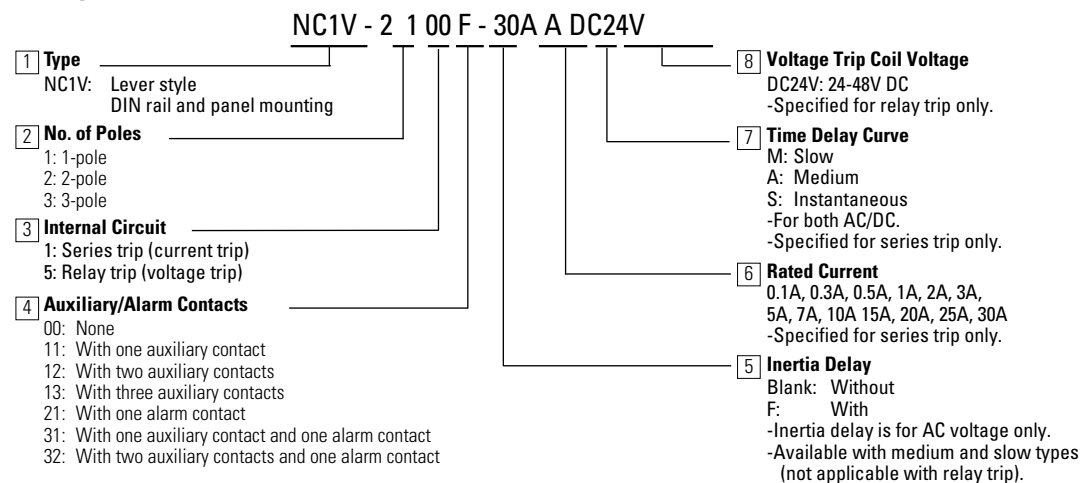 NC1V - 2 1 00 F - 30A A DC24V
1 Type
NC1V: Lever style
DIN rail and panel mounting
2 No. of Poles
1: 1-pole
2: 2-pole
3: 3-pole
3 Internal Circuit
1: Series trip (current trip)
5: Relay trip (voltage trip)
4 Auxiliary/Alarm Contacts
00: None
11: With one auxiliary contact
12: With two auxiliary contacts
13: With three auxiliary contacts
21: With one alarm contact
31: With one auxiliary contact and one alarm contact
32: With two auxiliary contacts and one alarm contact
8 Voltage Trip Coil Voltage
DC24V: 24-48V DC
-Specified for relay trip only.
7 Time Delay Curve
M: Slow
A: Medium
S: Instantaneous
-For both AC/DC.
-Specified for series trip only.
6 Rated Current
0.1A, 0.3A, 0.5A, 1A, 2A, 3A,
5A, 7A, 10A 15A, 20A, 25A, 30A
-Specified for series trip only.
5 Inertia Delay
Blank: Without
F: With
-Inertia delay is for AC voltage only.
-Available with medium and slow types
(not applicable with relay trip).